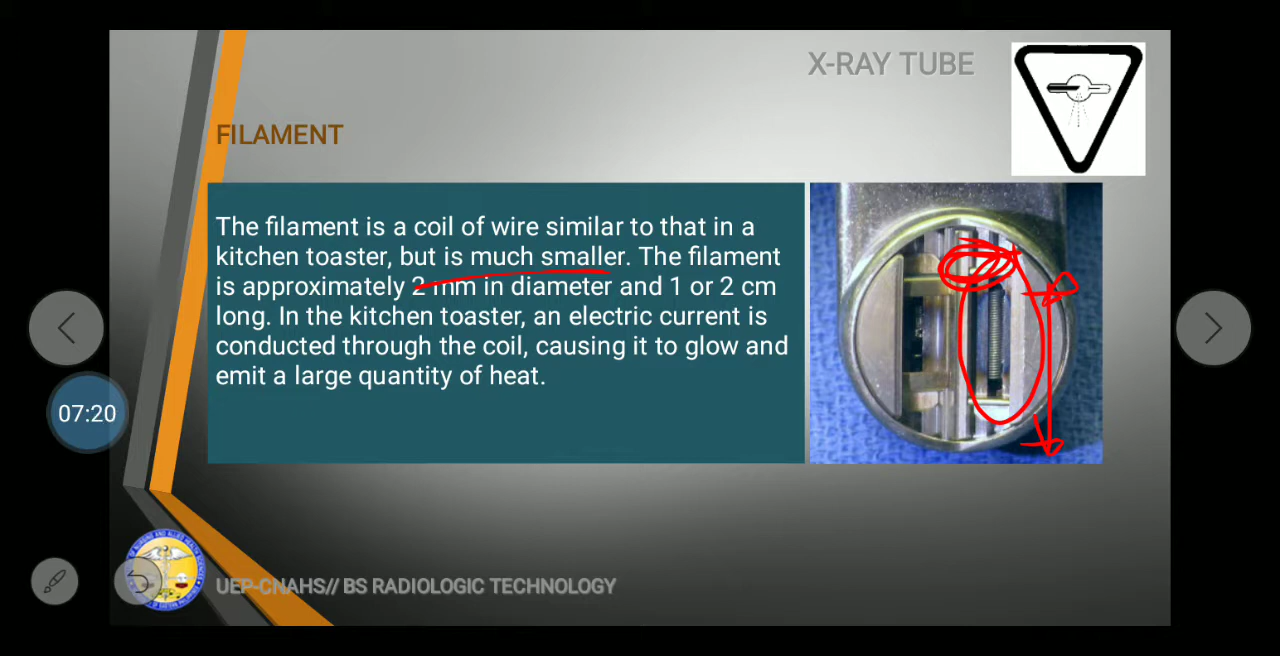 X-RAY TUBE
FILAMENT
The filament is a coil of wire similar to that in a
kitchen toaster, but is much smaller. The filament
is approximately 2 mm in diameter and 1 or 2 cm
long. In the kitchen toaster, an electric current is
conducted through the coil, causing it to glow and
emit a large quantity of heat.
07:20
UEP-CNAHS// BS RADIOLOGIC TECHNOLOGY